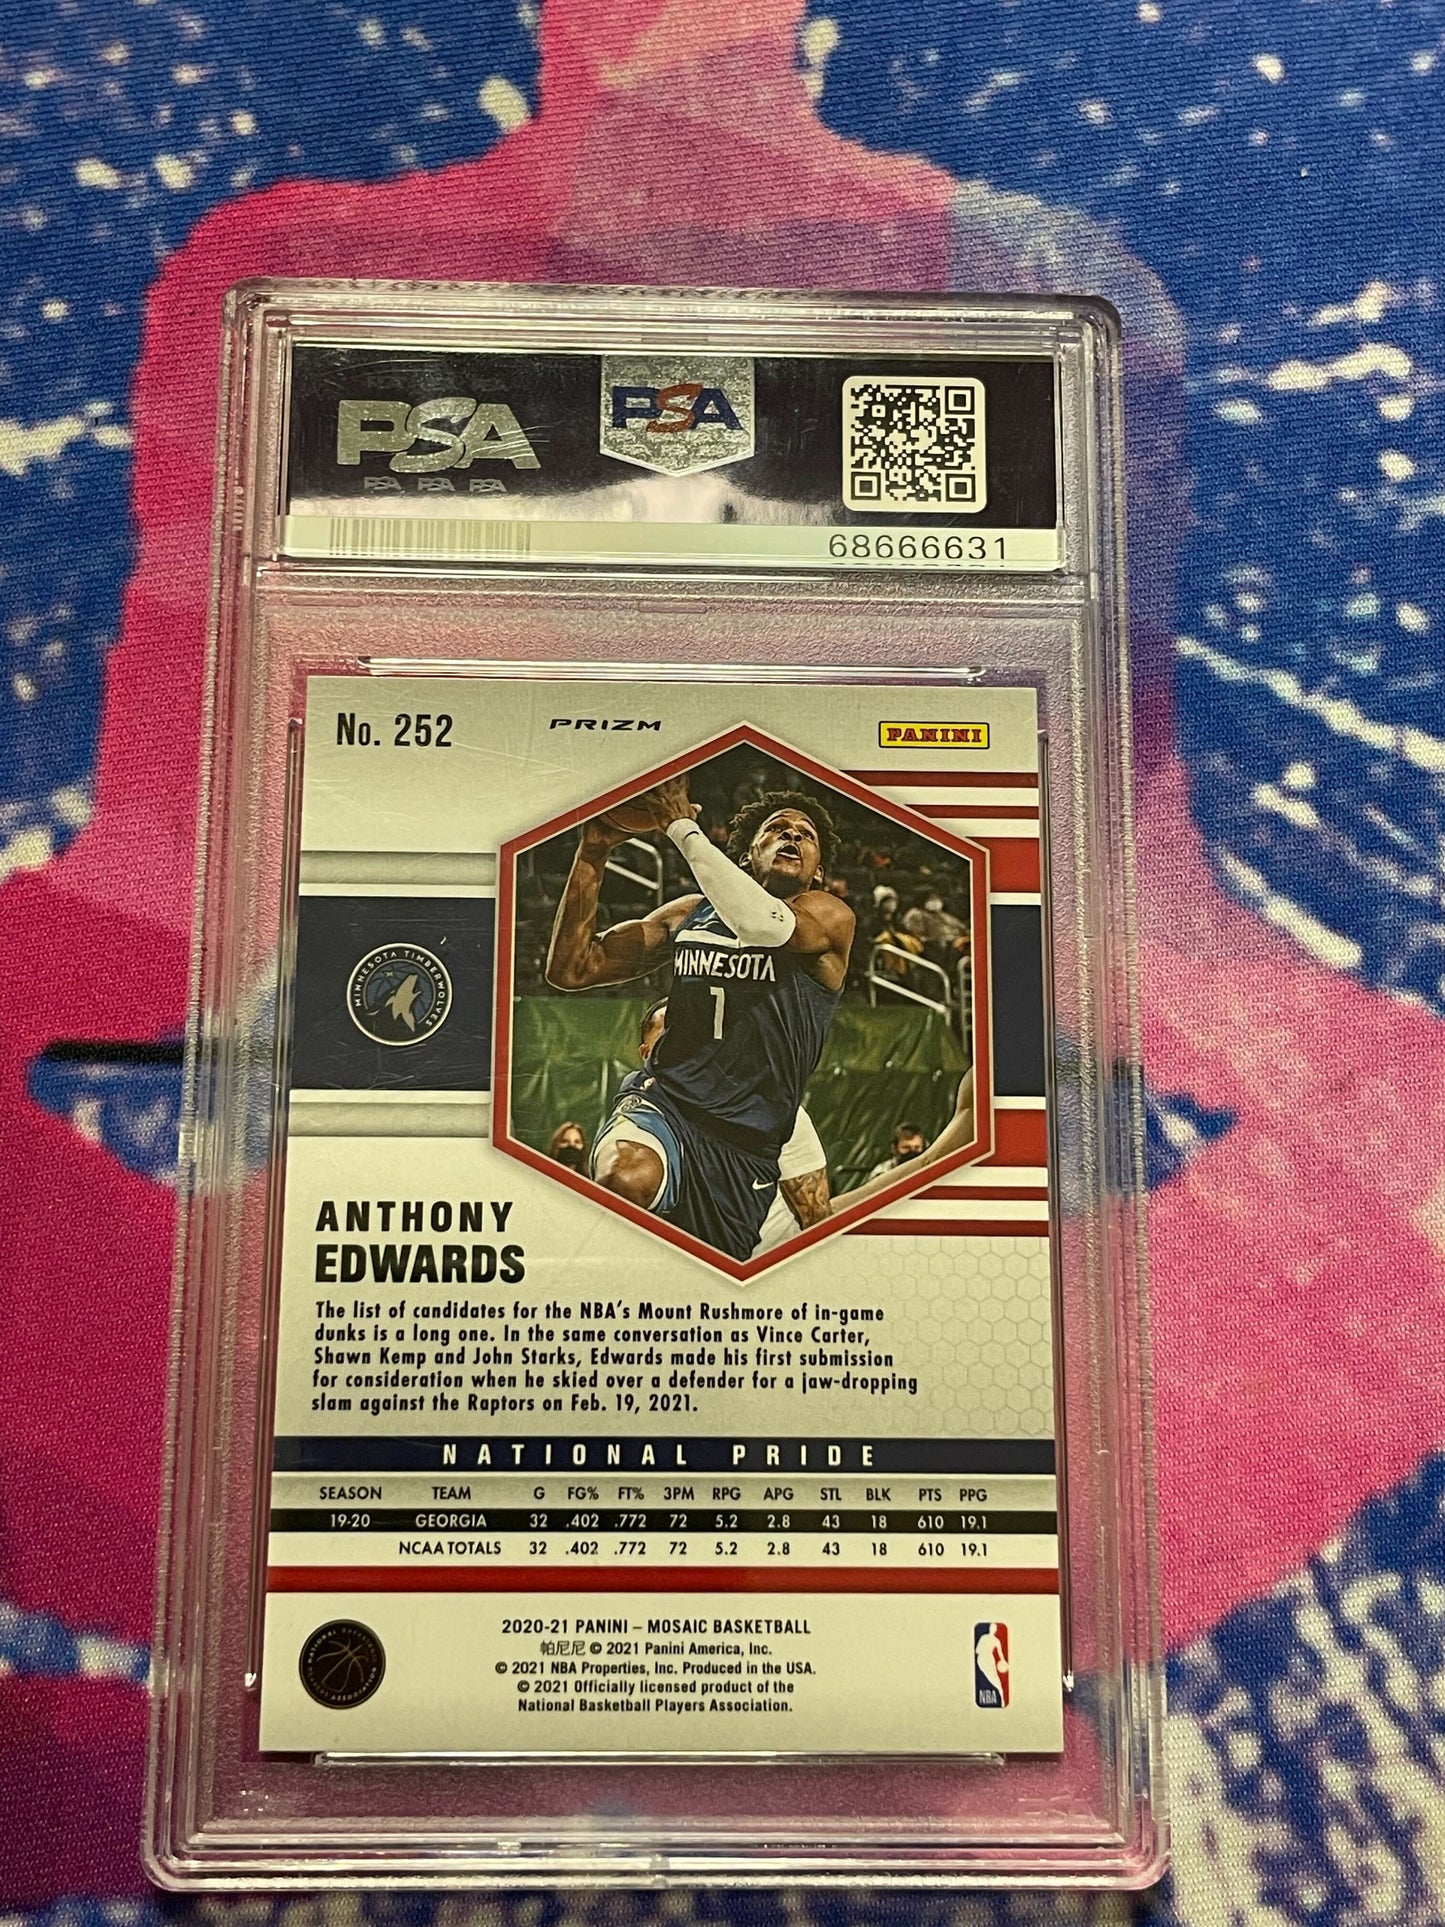 PSA
PSA PSA PSA
PSA
68666631
No. 252
PRIZM
PANINI
MINNESOTA TIMBERWOLVES
MINNESOTA
1
ANTHONY
EDWARDS
The list of candidates for the NBA's Mount Rushmore of in-game
dunks is a long one. In the same conversation as Vince Carter,
Shawn Kemp and John Starks, Edwards made his first submission
for consideration when he skied over a defender for a jaw-dropping
slam against the Raptors on Feb. 19, 2021.
NATIONAL PRIDE
SEASON TEAM G FG% FT% 3PM RPG APG STL BLK PTS PPG
19-20 GEORGIA 32 .402 .772 72 5.2 2.8 43 18 610 19.1
NCAA TOTALS 32 .402 .772 72 5.2 2.8 43 18 610 19.1
2020-21 PANINI – MOSAIC BASKETBALL
帕尼尼 © 2021 Panini America, Inc.
© 2021 NBA Properties, Inc. Produced in the USA.
© 2021 Officially licensed product of the
National Basketball Players Association.
NBA